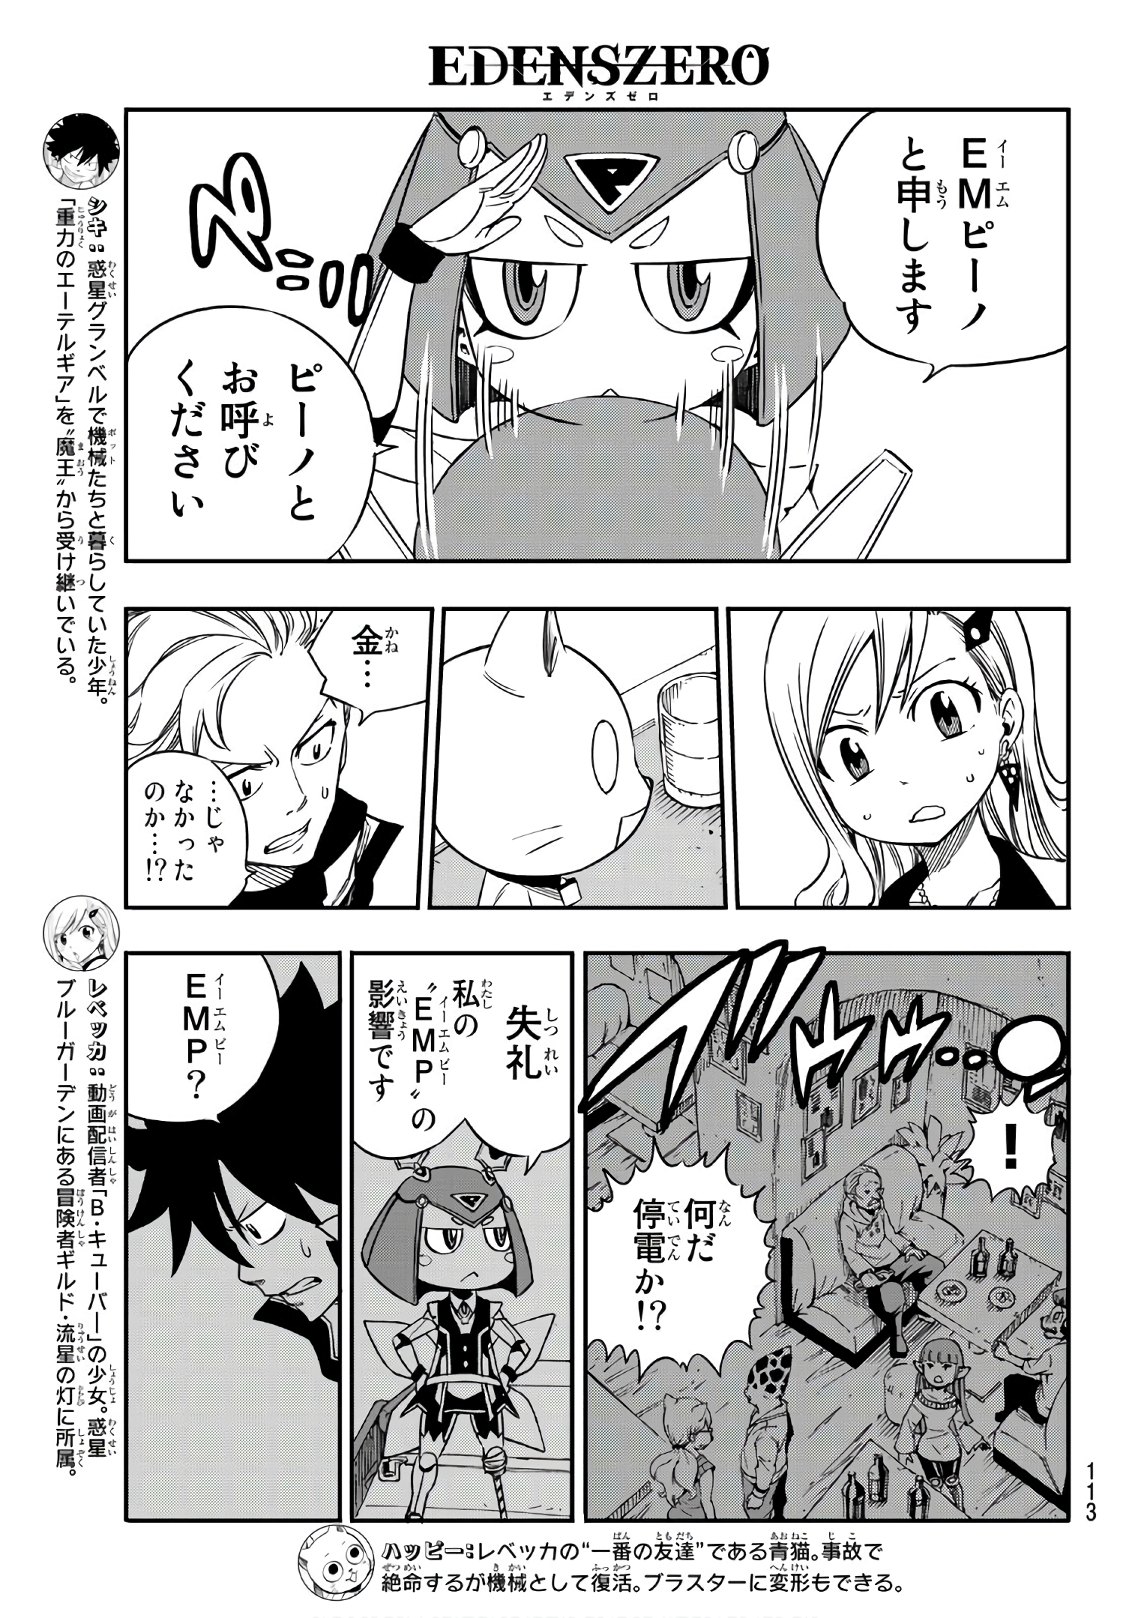 EDENSZERO
エデンズゼロ
EMピーノ
と申します
ピーノと
お呼び
ください
金…
…じゃ
なかった
のか…!?
!
何だ
停電か!?
失礼
私の
“EMP”の
影響です
EMP？
シキ：惑星グランベルで機械たちと暮らしていた少年。
「重力のエーテルギア」を“魔王”から受け継いでいる。
レベッカ：動画配信者「B・キューバー」の少女。惑星
ブルーガーデンにある冒険者ギルド・流星の灯に所属。
ハッピー：レベッカの“一番の友達”である青猫。事故で
絶命するが機械として復活。ブラスターに変形もできる。
113